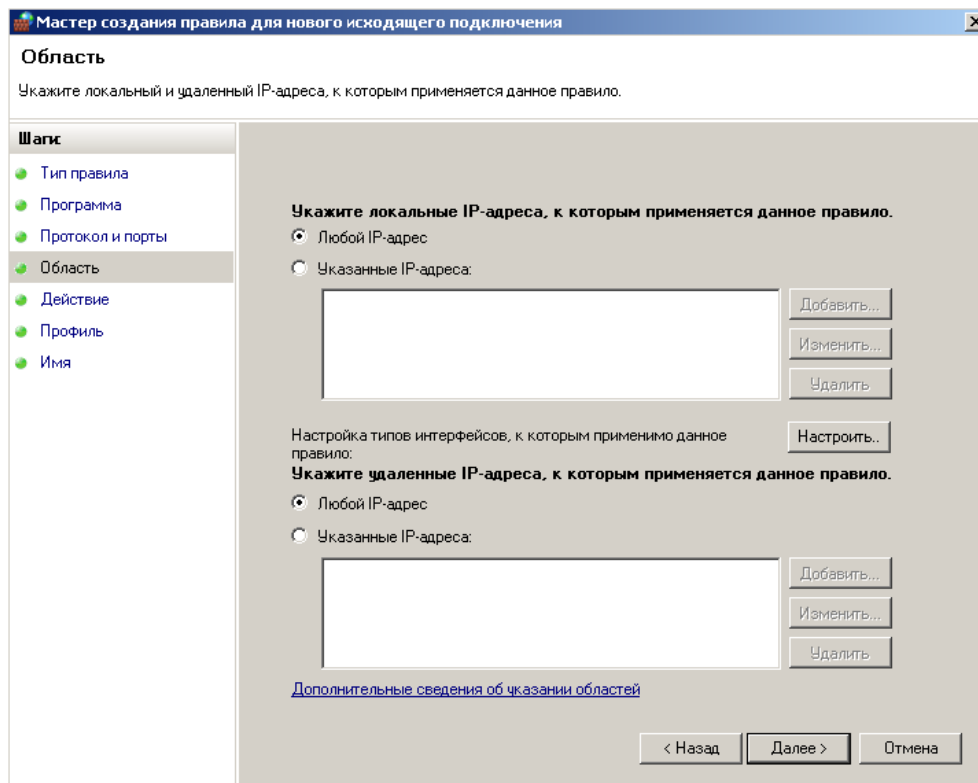 Мастер создания правила для нового исходящего подключения
Область
Укажите локальный и удаленный IP-адреса, к которым применяется данное правило.
Шаги:
Тип правила
Программа
Протокол и порты
Область
Действие
Профиль
Имя
Укажите локальные IP-адреса, к которым применяется данное правило.
Любой IP-адрес
Указанные IP-адреса:
Добавить...
Изменить...
Удалить
Настройка типов интерфейсов, к которым применимо данное
правило:
Настроить..
Укажите удаленные IP-адреса, к которым применяется данное правило.
Любой IP-адрес
Указанные IP-адреса:
Добавить...
Изменить...
Удалить
Дополнительные сведения об указании областей
< Назад
Далее >
Отмена